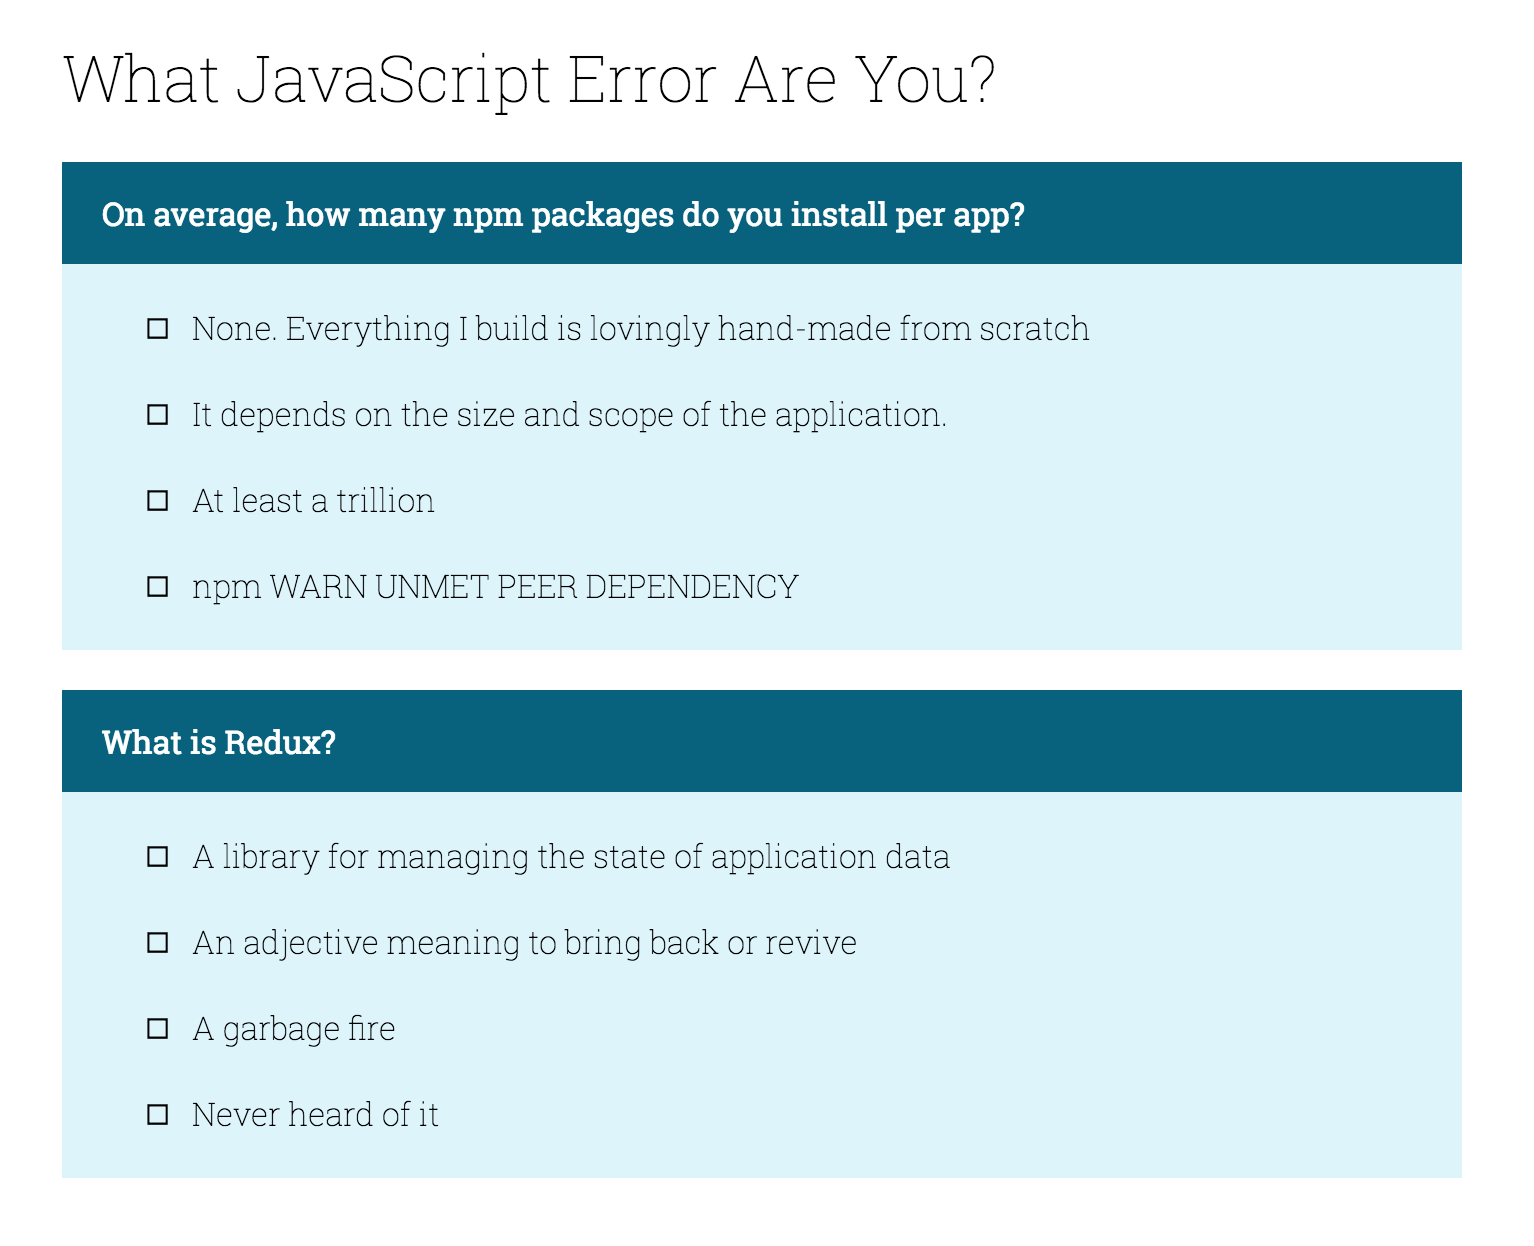 What JavaScript Error Are You?
On average, how many npm packages do you install per app?
None. Everything I build is lovingly hand-made from scratch
It depends on the size and scope of the application.
At least a trillion
npm WARN UNMET PEER DEPENDENCY
What is Redux?
A library for managing the state of application data
An adjective meaning to bring back or revive
A garbage fire
Never heard of it